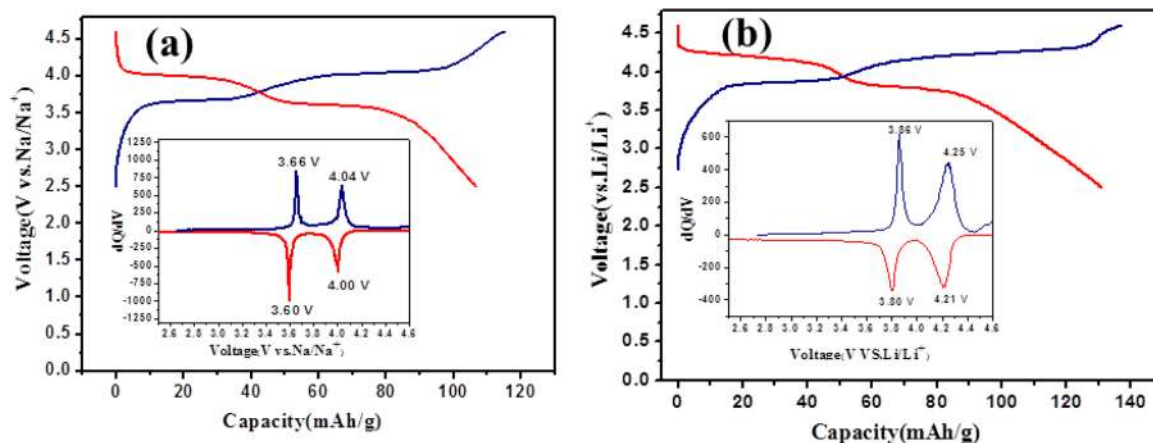 (a)
Voltage(V vs.Na/Na+)
4.5
4.0
3.5
3.0
2.5
2.0
1.5
1.0
0.5
0.0
0 20 40 60 80 100 120
Capacity(mAh/g)
dQ/dV
1250
1000
750
500
250
0
-250
-500
-750
-1000
-1250
3.66 V
4.04 V
3.60 V
4.00 V
2.6 2.8 3.0 3.2 3.4 3.6 3.8 4.0 4.2 4.4 4.6
Voltage(V vs.Na/Na+)
(b)
Voltage(vs.Li/Li+)
4.5
4.0
3.5
3.0
2.5
2.0
1.5
1.0
0.5
0.0
0 20 40 60 80 100 120 140
Capacity(mAh/g)
dQ/dV
600
400
200
0
-200
-400
3.86 V
4.25 V
3.80 V
4.21 V
2.6 2.8 3.0 3.2 3.4 3.6 3.8 4.0 4.2 4.4 4.6
Voltage(V VS.Li/Li+)